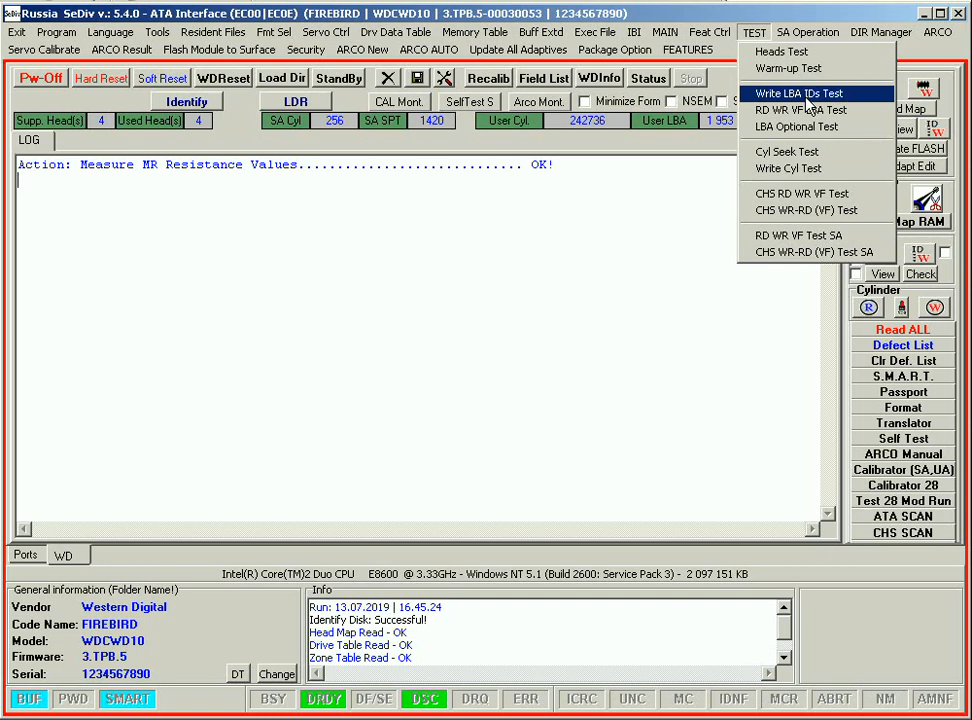 Russia SeDiv v.: 5.4.0 - ATA Interface (EC00|EC0E) (FIREBIRD | WDCWD10 | 3.TPB.5-00030053 | 1234567890)
Exit Program Language Tools Resident Files Fmt Sel Servo Ctrl Drv Data Table Memory Table Buff Extd Exec File IBI MAIN Feat Ctrl TEST SA Operation DIR Manager ARCO
Servo Calibrate ARCO Result Flash Module to Surface Security ARCO New ARCO AUTO Update All Adaptives Package Option FEATURES
Heads Test
Warm-up Test
Write LBA IDs Test
RD WR VF LBA Test
LBA Optional Test
Cyl Seek Test
Write Cyl Test
CHS RD WR VF Test
CHS WR-RD (VF) Test
RD WR VF Test SA
CHS WR-RD (VF) Test SA
Pw-Off Hard Reset Soft Reset WDReset Load Dir StandBy Recalib Field List WDInfo Status Stop
Identify LDR CAL Mont. SelfTest S Arco Mont. Minimize Form NSEM S
Supp. Head(s) 4 Used Head(s) 4 SA Cyl 256 SA SPT 1420 User Cyl. 242736 User LBA 1 953
LOG
Action: Measure MR Resistance Values............................ OK!
W
d Map
iew ID W
ate FLASH
dapt Edit
Map RAM
ID W
View Check
Cylinder
R W
Read ALL
Defect List
Clr Def. List
S.M.A.R.T.
Passport
Format
Translator
Self Test
ARCO Manual
Calibrator (SA,UA)
Calibrator 28
Test 28 Mod Run
ATA SCAN
CHS SCAN
Ports WD
Intel(R) Core(TM)2 Duo CPU E8600 @ 3.33GHz - Windows NT 5.1 (Build 2600: Service Pack 3) - 2 097 151 KB
General information (Folder Name!)
Vendor Western Digital
Code Name: FIREBIRD
Model: WDCWD10
Firmware: 3.TPB.5
Serial: 1234567890 DT Change
Info
Run: 13.07.2019 | 16.45.24
Identify Disk: Successful!
Head Map Read - OK
Drive Table Read - OK
Zone Table Read - OK
BUF PWD SMART BSY DRDY DF/SE DSC DRQ ERR ICRC UNC MC IDNF MCR ABRT NM AMNF